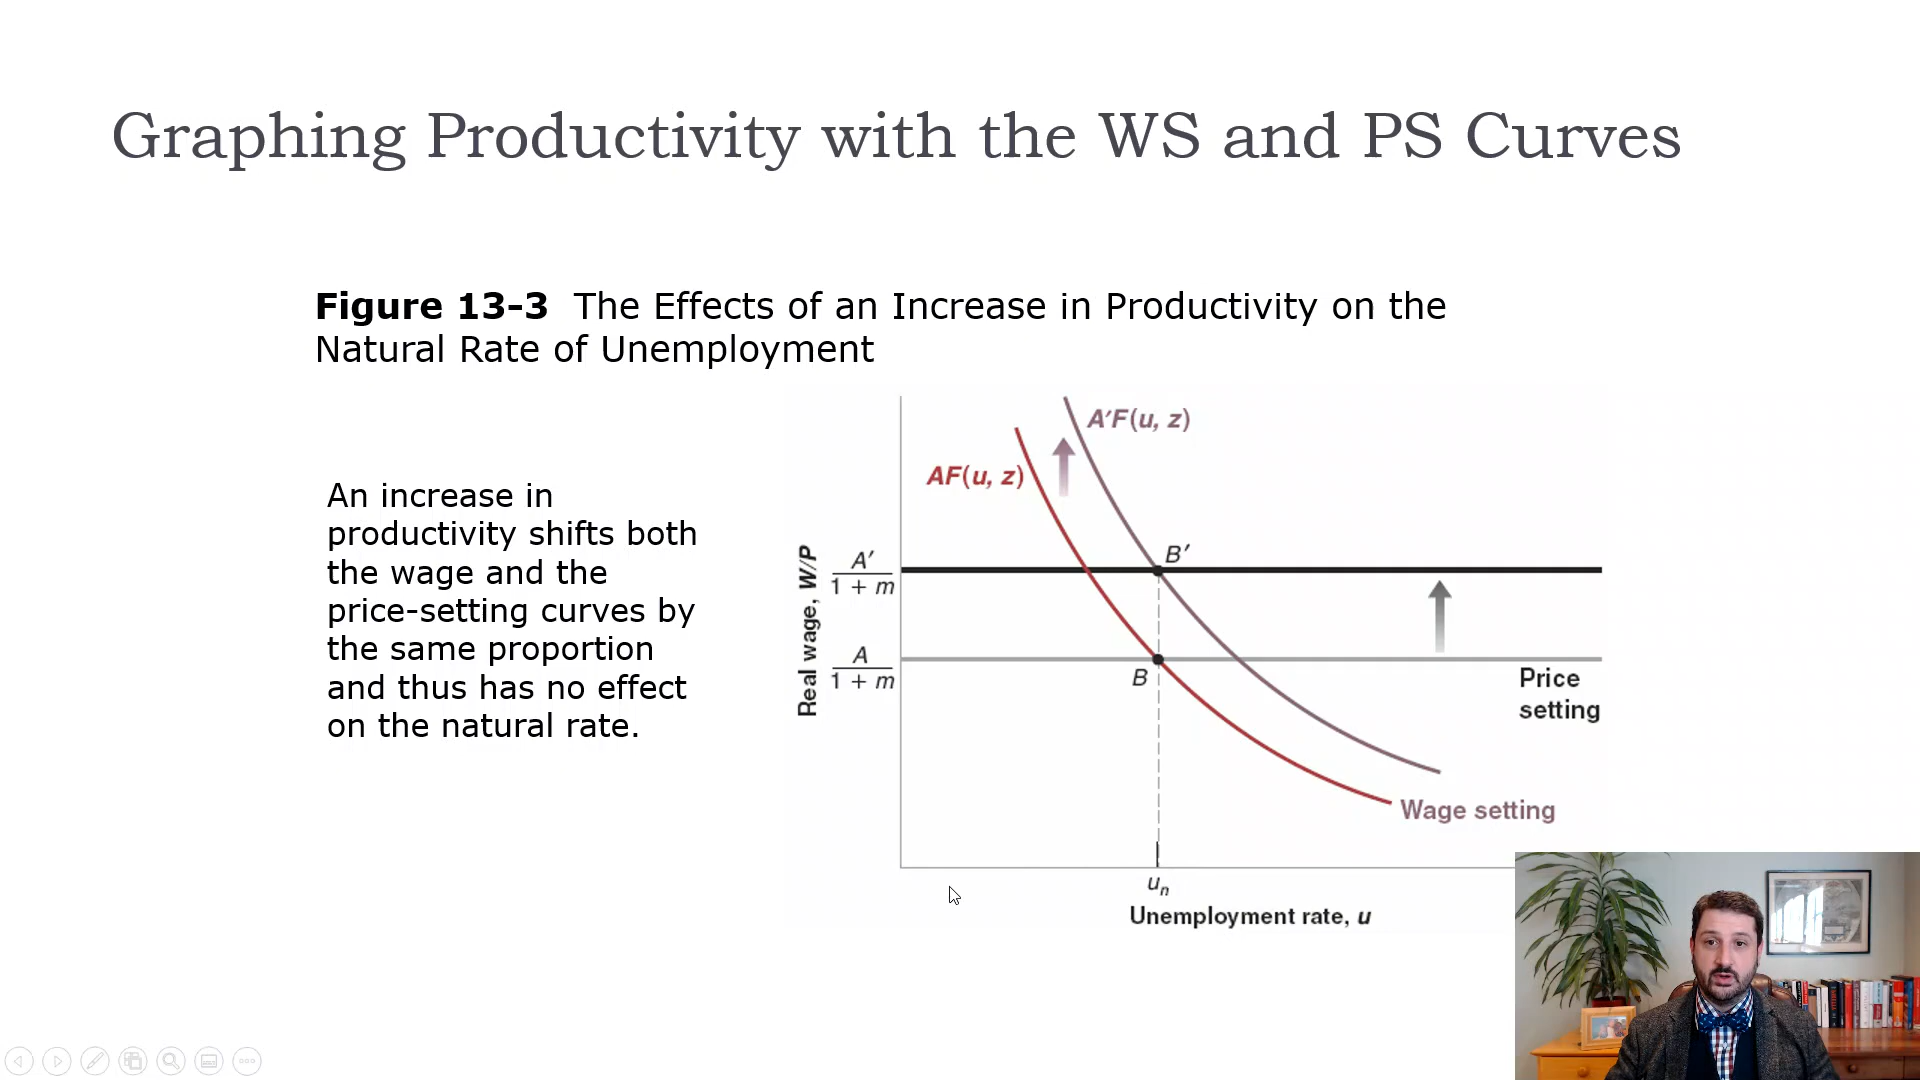 Graphing Productivity with the WS and PS Curves
Figure 13-3 The Effects of an Increase in Productivity on the
Natural Rate of Unemployment
An increase in
productivity shifts both
the wage and the
price-setting curves by
the same proportion
and thus has no effect
on the natural rate.
A′F(u, z)
AF(u, z)
Real wage, W/P
A′
1 + m
B′
A
1 + m
B
Price
setting
Wage setting
uₙ
Unemployment rate, u